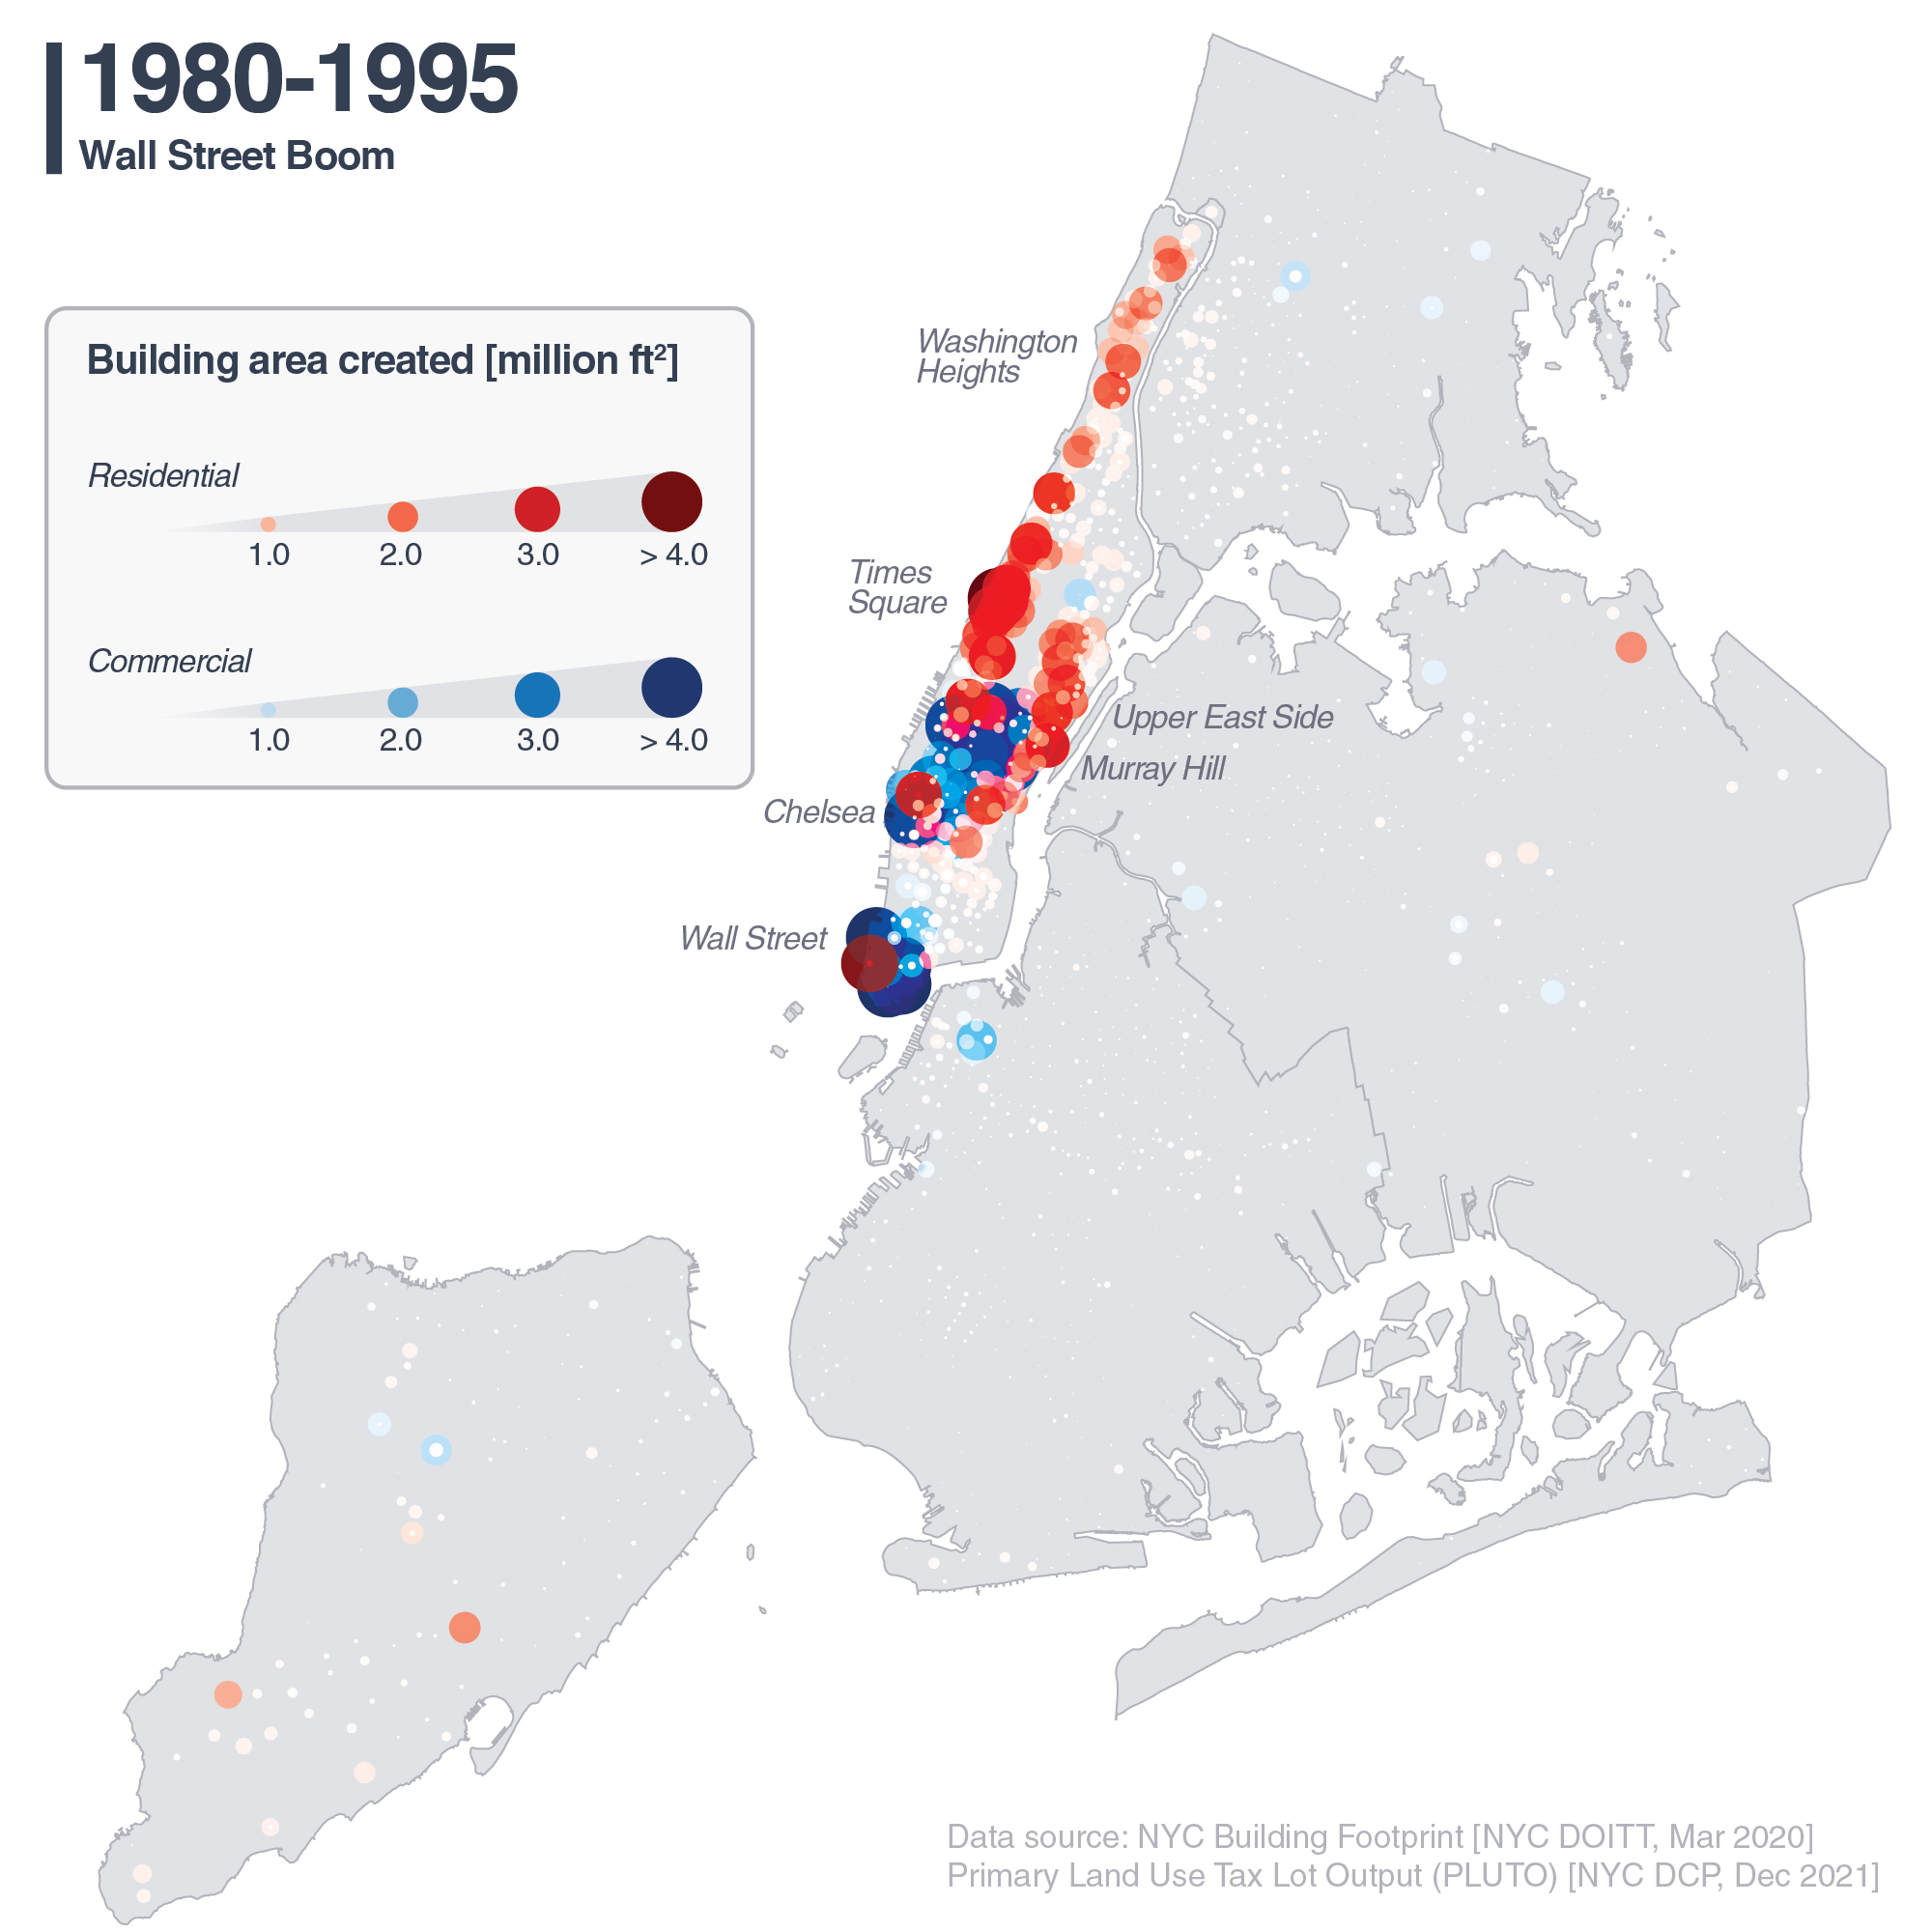 1980-1995
Wall Street Boom
Building area created [million ft²]
Residential
1.0 2.0 3.0 > 4.0
Commercial
1.0 2.0 3.0 > 4.0
Washington
Heights
Times
Square
Upper East Side
Murray Hill
Chelsea
Wall Street
Data source: NYC Building Footprint [NYC DOITT, Mar 2020]
Primary Land Use Tax Lot Output (PLUTO) [NYC DCP, Dec 2021]